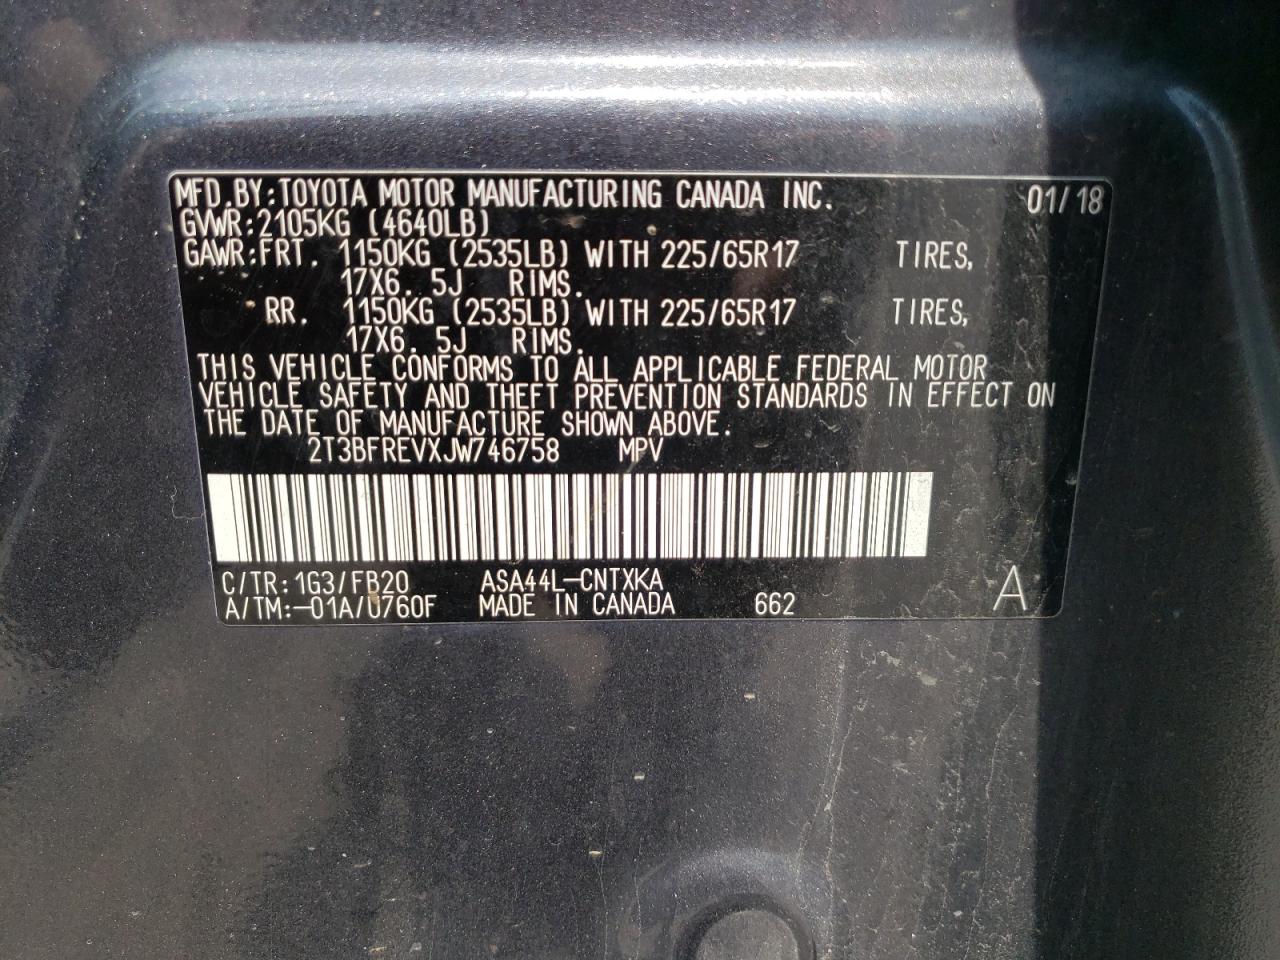 MFD.BY:TOYOTA MOTOR MANUFACTURING CANADA INC. 01/18
GVWR:2105KG (4640LB)
GAWR:FRT. 1150KG (2535LB) WITH 225/65R17 TIRES,
17X6.5J RIMS.
RR. 1150KG (2535LB) WITH 225/65R17 TIRES,
17X6.5J RIMS.
THIS VEHICLE CONFORMS TO ALL APPLICABLE FEDERAL MOTOR
VEHICLE SAFETY AND THEFT PREVENTION STANDARDS IN EFFECT ON
THE DATE OF MANUFACTURE SHOWN ABOVE.
2T3BFREVXJW746758 MPV
C/TR:1G3/FB20 ASA44L-CNTXKA
A/TM:-01A/U760F MADE IN CANADA 662 A